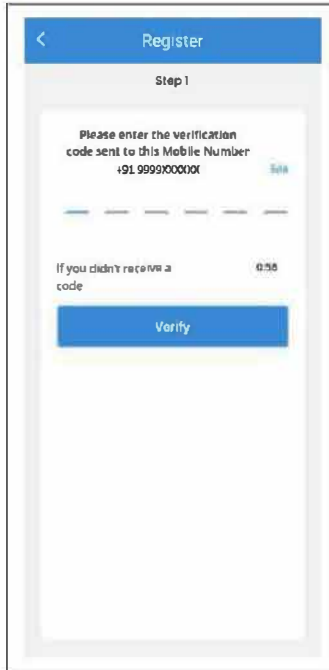 Register
Step 1
Please enter the verification
code sent to this Mobile Number
+91 9999XXXXXX
Edit
If you didn't receive a
code
0:58
Verify